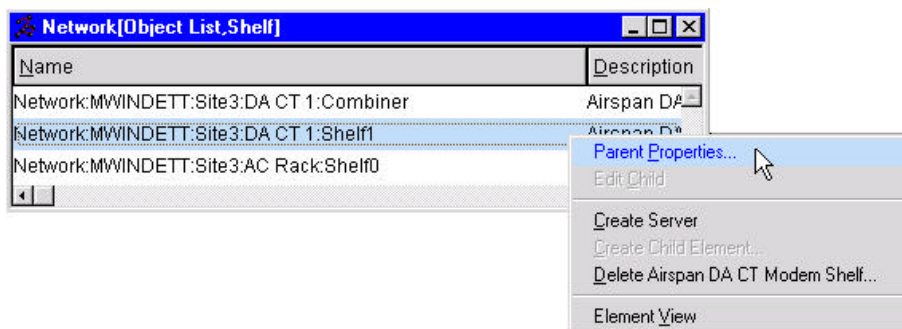 Network[Object List,Shelf]
Name Description
Network:MWINDETT:Site3:DA CT 1:Combiner Airspan DA
Network:MWINDETT:Site3:DA CT 1:Shelf1 Airspan DA
Network:MWINDETT:Site3:AC Rack:Shelf0
Parent Properties...
Edit Child
Create Server
Create Child Element...
Delete Airspan DA CT Modem Shelf...
Element View